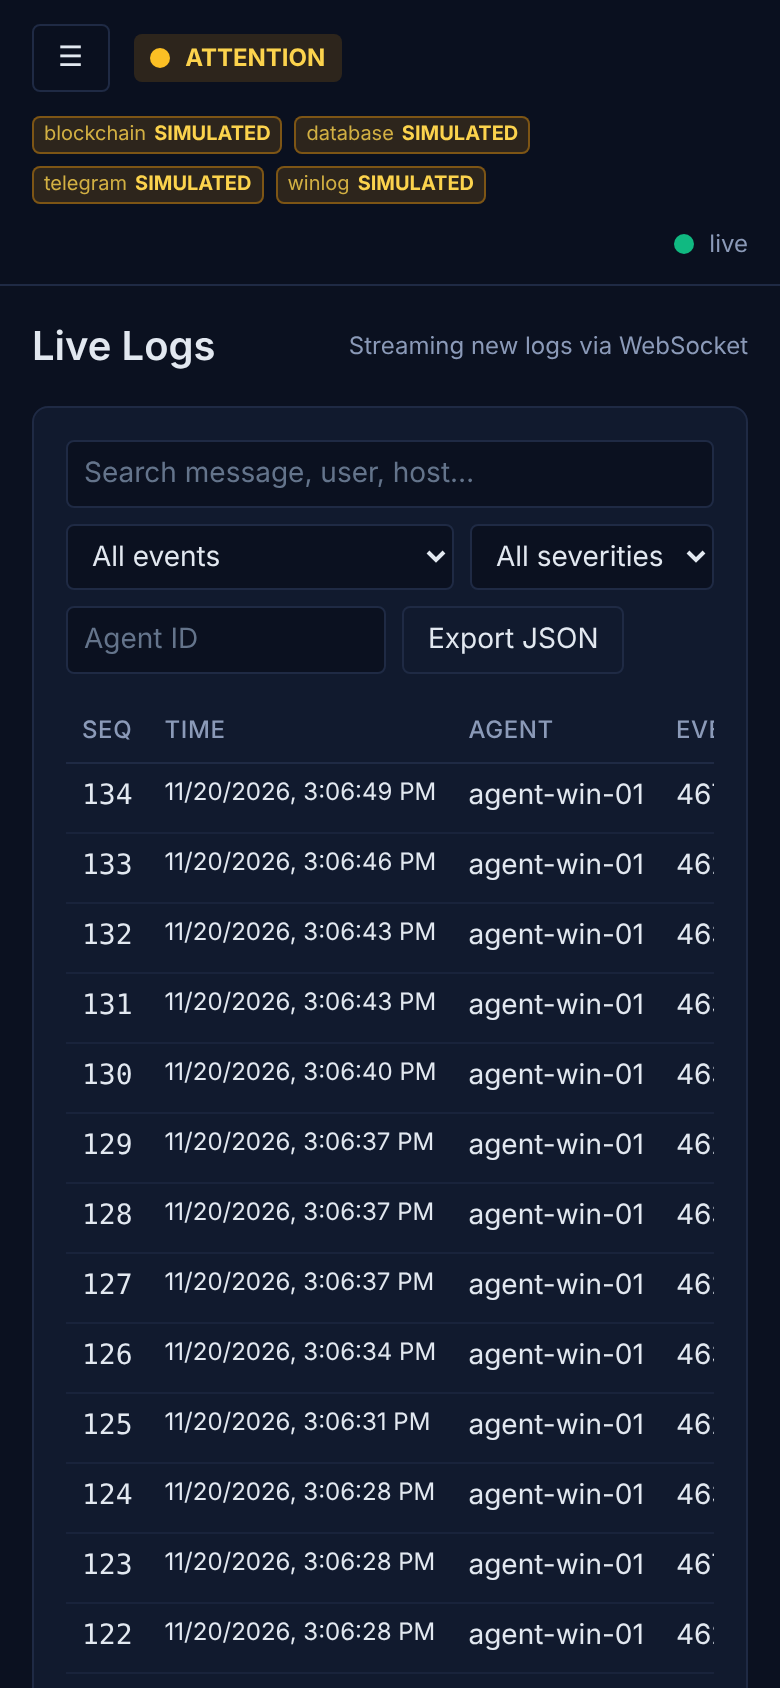 ☰ ATTENTION
blockchain SIMULATED database SIMULATED
telegram SIMULATED winlog SIMULATED
live
Live Logs Streaming new logs via WebSocket
Search message, user, host...
All events All severities
Agent ID Export JSON
SEQ TIME AGENT
134 11/20/2026, 3:06:49 PM agent-win-01
133 11/20/2026, 3:06:46 PM agent-win-01
132 11/20/2026, 3:06:43 PM agent-win-01
131 11/20/2026, 3:06:43 PM agent-win-01
130 11/20/2026, 3:06:40 PM agent-win-01
129 11/20/2026, 3:06:37 PM agent-win-01
128 11/20/2026, 3:06:37 PM agent-win-01
127 11/20/2026, 3:06:37 PM agent-win-01
126 11/20/2026, 3:06:34 PM agent-win-01
125 11/20/2026, 3:06:31 PM agent-win-01
124 11/20/2026, 3:06:28 PM agent-win-01
123 11/20/2026, 3:06:28 PM agent-win-01
122 11/20/2026, 3:06:28 PM agent-win-01